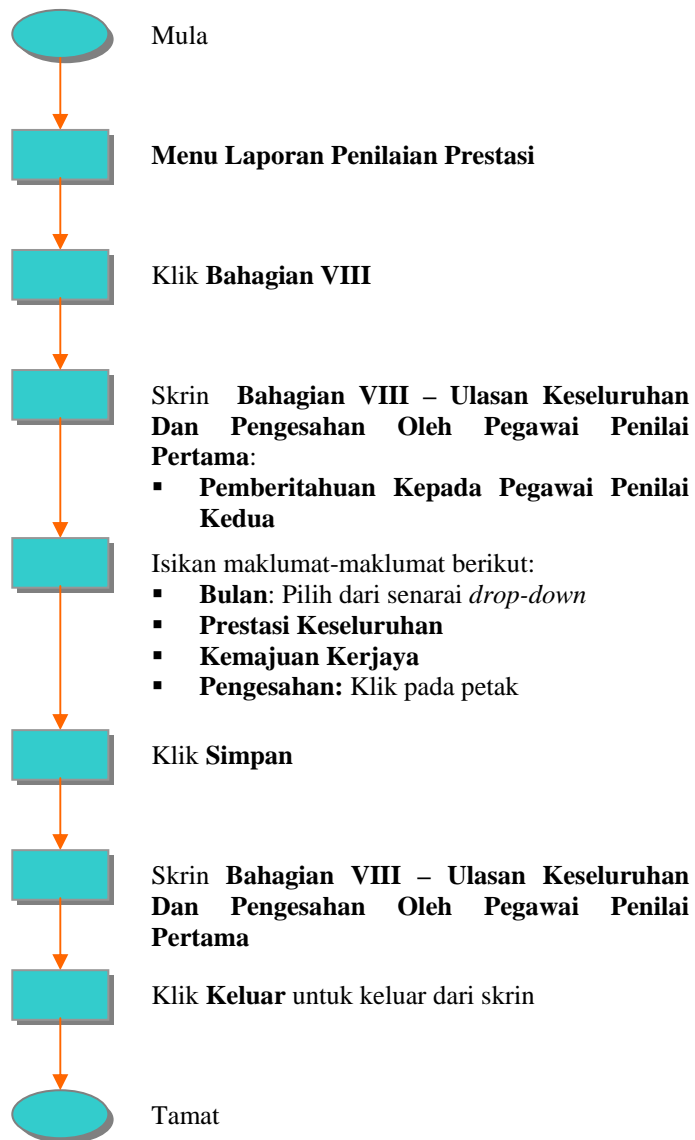 Mula
Menu Laporan Penilaian Prestasi
Klik Bahagian VIII
Skrin Bahagian VIII – Ulasan Keseluruhan
Dan Pengesahan Oleh Pegawai Penilai
Pertama:
▪ Pemberitahuan Kepada Pegawai Penilai
Kedua
Isikan maklumat-maklumat berikut:
▪ Bulan: Pilih dari senarai drop-down
▪ Prestasi Keseluruhan
▪ Kemajuan Kerjaya
▪ Pengesahan: Klik pada petak
Klik Simpan
Skrin Bahagian VIII – Ulasan Keseluruhan
Dan Pengesahan Oleh Pegawai Penilai
Pertama
Klik Keluar untuk keluar dari skrin
Tamat